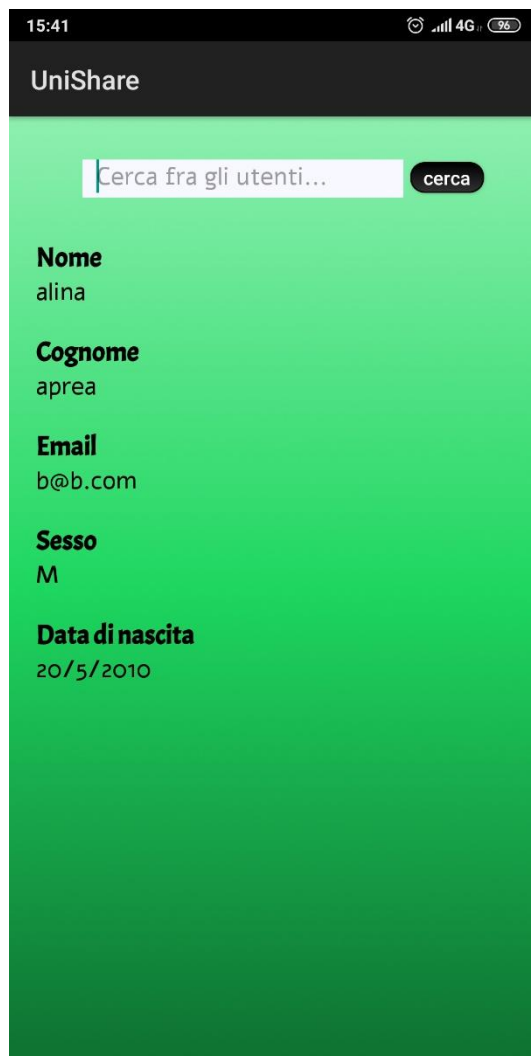 15:41 4G 96
UniShare
Cerca fra gli utenti... cerca
Nome
alina
Cognome
aprea
Email
b@b.com
Sesso
M
Data di nascita
20/5/2010